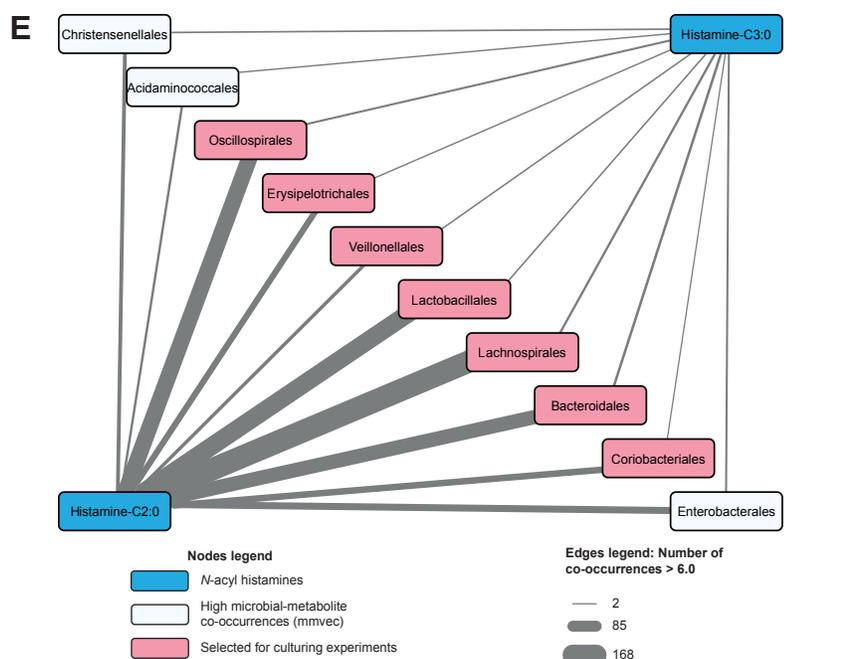 E
Christensenellales
Histamine-C3:0
Acidaminococcales
Oscillospirales
Erysipelotrichales
Veillonellales
Lactobacillales
Lachnospirales
Bacteroidales
Coriobacteriales
Histamine-C2:0
Enterobacterales
Nodes legend
N-acyl histamines
High microbial-metabolite
co-occurrences (mmvec)
Selected for culturing experiments
Edges legend: Number of
co-occurrences > 6.0
2
85
168